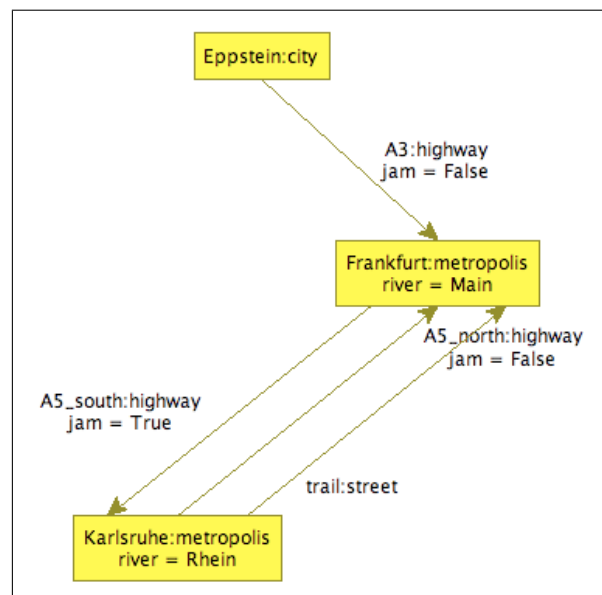 Eppstein:city
A3:highway
jam = False
Frankfurt:metropolis
river = Main
A5_north:highway
jam = False
A5_south:highway
jam = True
trail:street
Karlsruhe:metropolis
river = Rhein